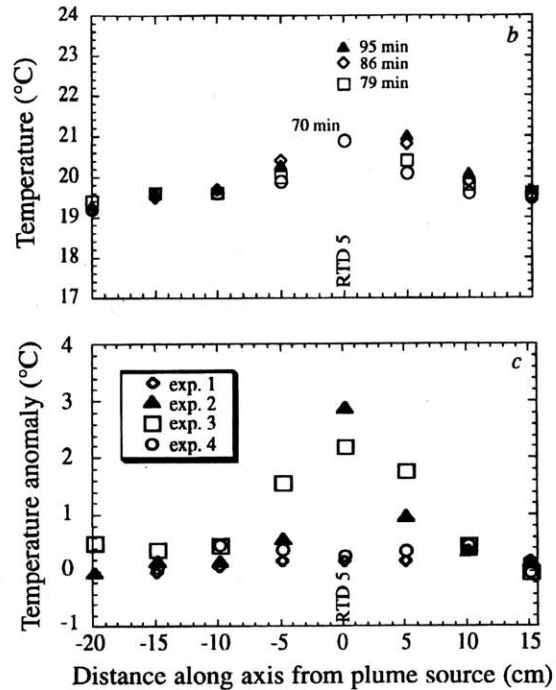 24
b
23
95 min
86 min
79 min
22
21
70 min
20
19
18
17
Temperature (°C)
RTD 5
4
c
exp. 1
exp. 2
exp. 3
exp. 4
3
2
1
0
-1
Temperature anomaly (°C)
RTD 5
-20 -15 -10 -5 0 5 10 15
Distance along axis from plume source (cm)